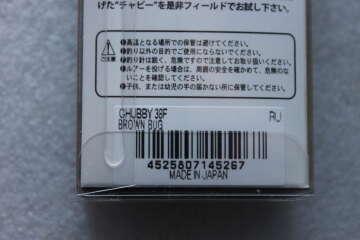 げた“チャビー”を是非フィールドでお試し下さい。
❶高温となる場所での保管は避けてください。
❷釣り以外の目的でご使用にならないでください。
❸釣り針は鋭く、危険ですので注意してお取り扱いください。
❹ルアーを投げる場合は、周囲の安全を確かめて、危険のないことを確認してください。
❺子供、または幼児の手の届かない所に保管してください。
CHUBBY 38F RU
BROWN BUG
4525807145267
MADE IN JAPAN